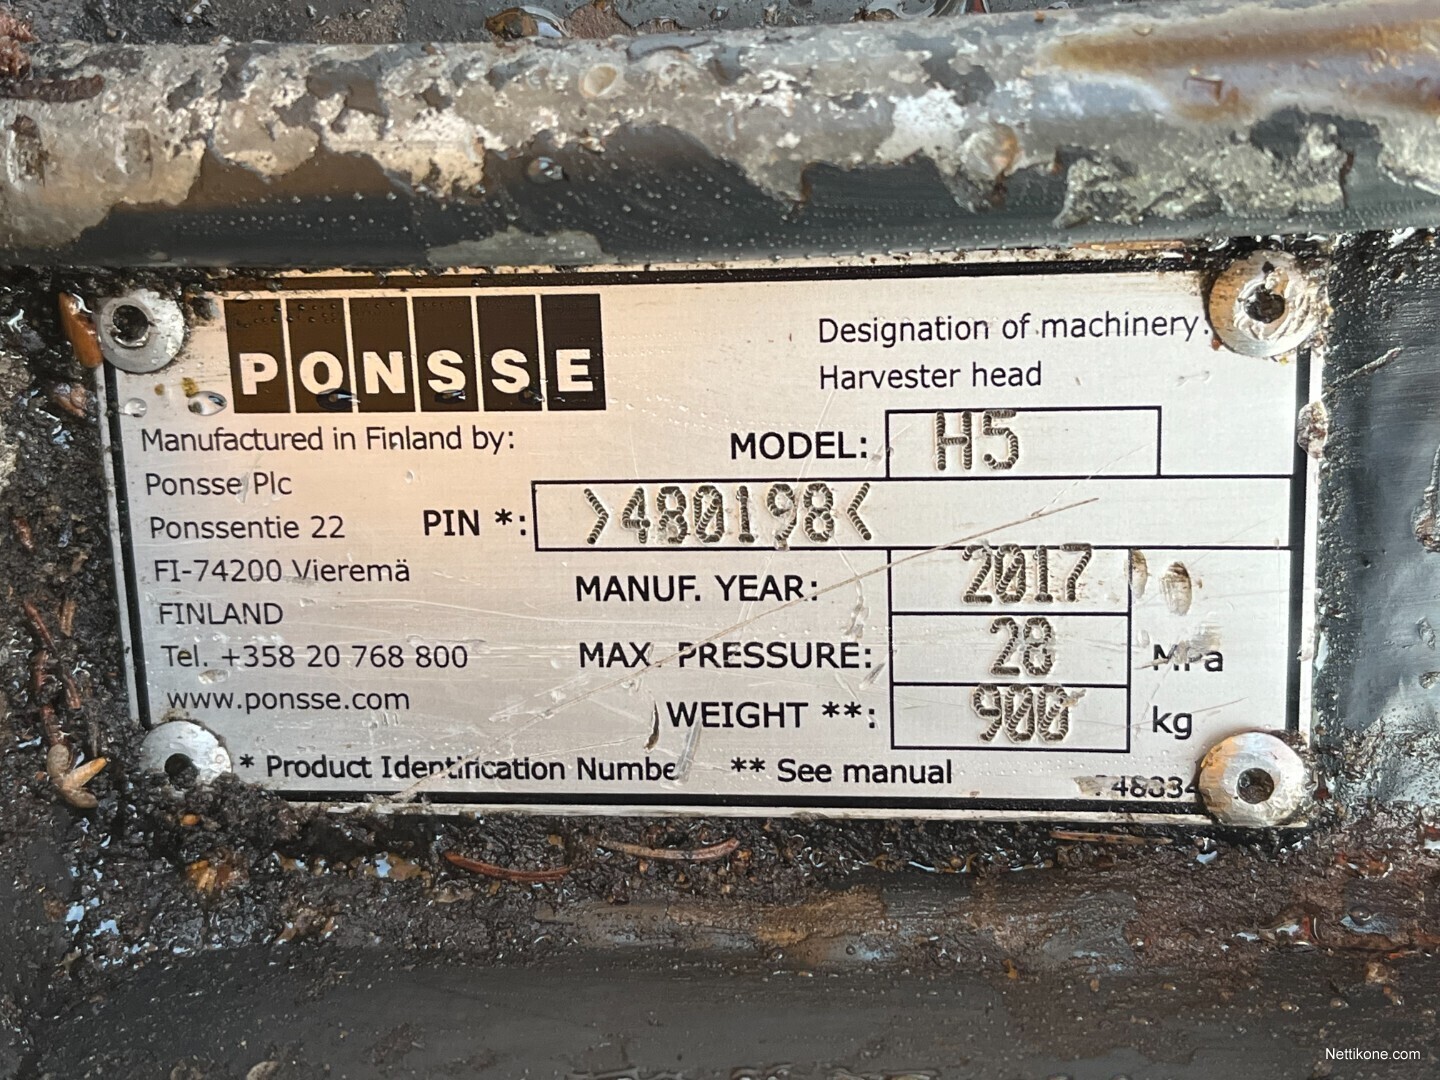 PONSSE
Designation of machinery:
Harvester head
Manufactured in Finland by:
MODEL: H5
Ponsse Plc
PIN *: >480198<
Ponssentie 22
FI-74200 Vieremä
MANUF. YEAR: 2017
FINLAND
MAX. PRESSURE: 28 MPa
Tel. +358 20 768 800
WEIGHT **: 900 kg
www.ponsse.com
* Product Identification Number
** See manual
Nettikone.com